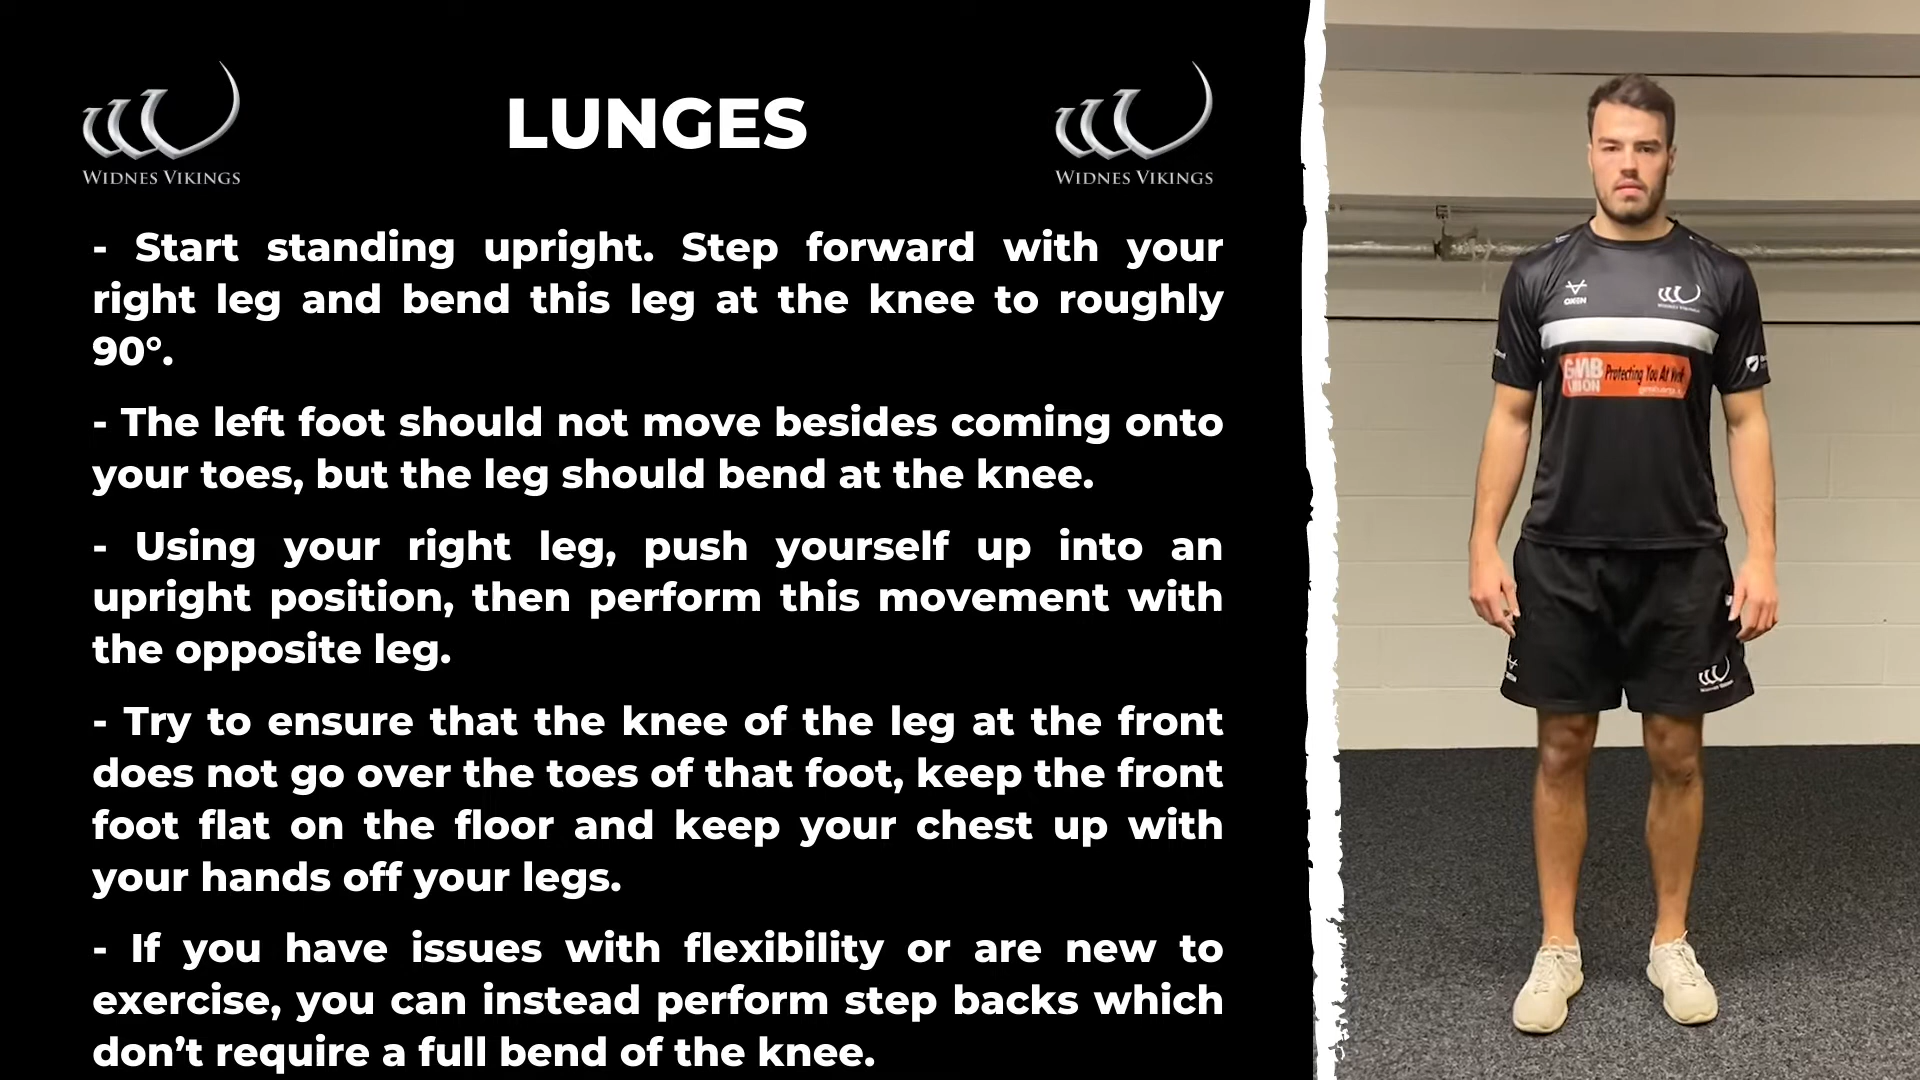 LUNGES
WIDNES VIKINGS
WIDNES VIKINGS
- Start standing upright. Step forward with your
right leg and bend this leg at the knee to roughly
90°.
- The left foot should not move besides coming onto
your toes, but the leg should bend at the knee.
- Using your right leg, push yourself up into an
upright position, then perform this movement with
the opposite leg.
- Try to ensure that the knee of the leg at the front
does not go over the toes of that foot, keep the front
foot flat on the floor and keep your chest up with
your hands off your legs.
- If you have issues with flexibility or are new to
exercise, you can instead perform step backs which
don’t require a full bend of the knee.
OXEN
WIDNES VIKINGS
GMB
Protecting You At Work